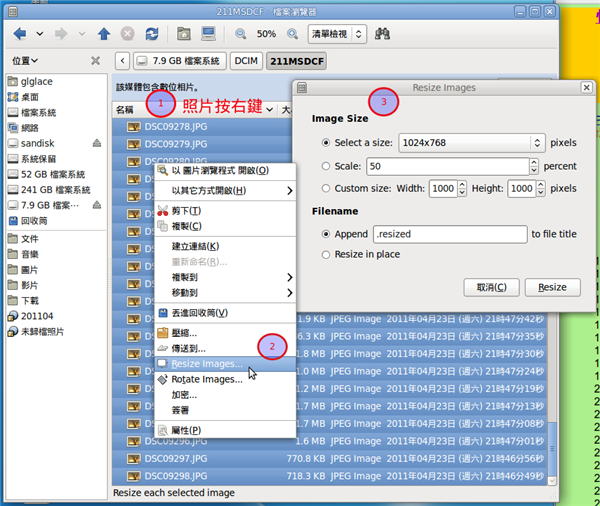 211MSDCF - 檔案瀏覽器
50%
清單檢視
位置
7.9 GB 檔案系統
DCIM
211MSDCF
glglace
桌面
檔案系統
網路
sandisk
系統保留
52 GB 檔案系統
241 GB 檔案系統
7.9 GB 檔案⋯
回收筒
文件
音樂
圖片
影片
下載
201104
未歸檔照片
該媒體包含數位相片。
1
照片按右鍵
名稱
DSC09278.JPG
DSC09279.JPG
DSC09280.JPG
以 圖片瀏覽程式 開啟(O)
以其它方式開啟(H)
剪下(T)
複製(C)
建立連結(K)
重新命名(R)...
複製到
移動到
丟進回收筒(V)
壓縮...
傳送到...
2
Resize Images...
Rotate Images...
加密...
簽署
屬性(P)
1.9 KB JPEG Image 2011年04月23日 (週六) 21時47分42秒
6.3 KB JPEG Image 2011年04月23日 (週六) 21時47分35秒
1.8 MB JPEG Image 2011年04月23日 (週六) 21時47分30秒
1.0 MB JPEG Image 2011年04月23日 (週六) 21時47分24秒
1.2 MB JPEG Image 2011年04月23日 (週六) 21時47分19秒
1.7 MB JPEG Image 2011年04月23日 (週六) 21時47分13秒
1.7 MB JPEG Image 2011年04月23日 (週六) 21時47分08秒
DSC09296.JPG 1.6 MB JPEG Image 2011年04月23日 (週六) 21時47分01秒
DSC09297.JPG 770.8 KB JPEG Image 2011年04月23日 (週六) 21時46分56秒
DSC09298.JPG 718.3 KB JPEG Image 2011年04月23日 (週六) 21時46分49秒
Resize each selected image
Resize Images
3
Image Size
Select a size: 1024x768 pixels
Scale: 50 percent
Custom size: Width: 1000 Height: 1000 pixels
Filename
Append .resized to file title
Resize in place
取消(C)
Resize